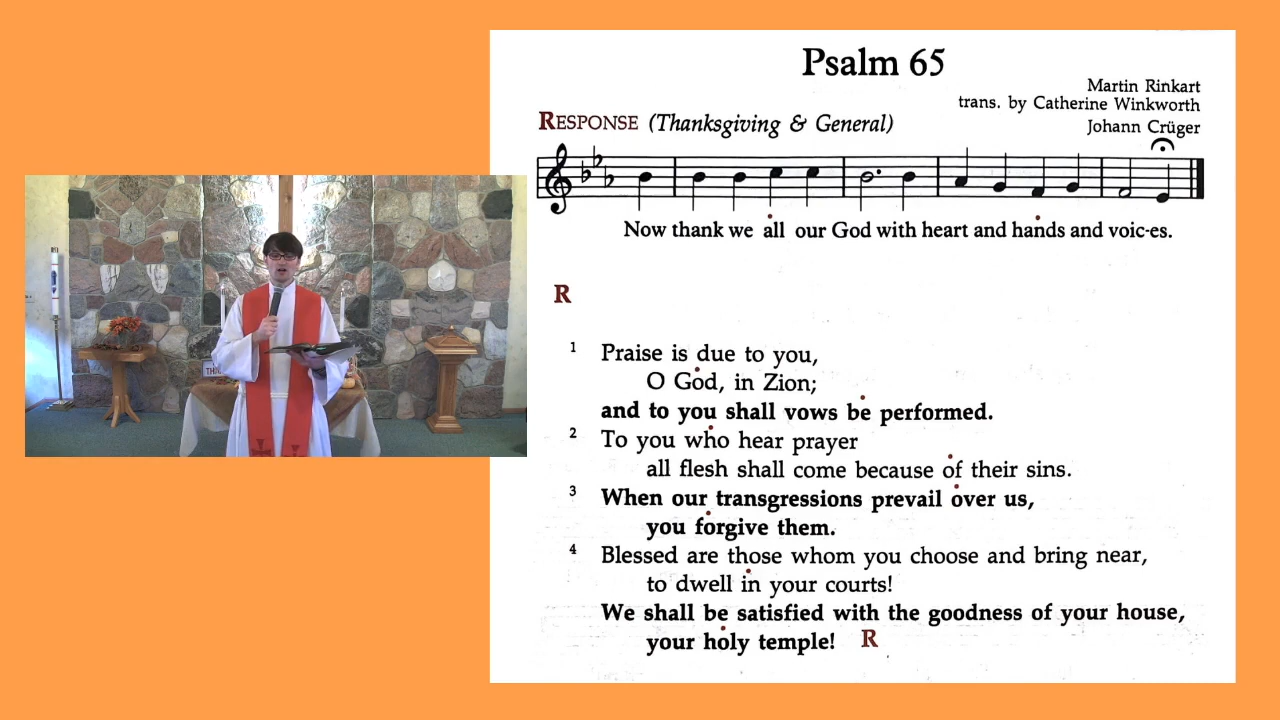 Psalm 65
Martin Rinkart
trans. by Catherine Winkworth
Johann Crüger
RESPONSE (Thanksgiving & General)
Now thank we all our God with heart and hands and voic-es.
R
1 Praise is due to you,
O God, in Zion;
and to you shall vows be performed.
2 To you who hear prayer
all flesh shall come because of their sins.
3 When our transgressions prevail over us,
you forgive them.
4 Blessed are those whom you choose and bring near,
to dwell in your courts!
We shall be satisfied with the goodness of your house,
your holy temple! R